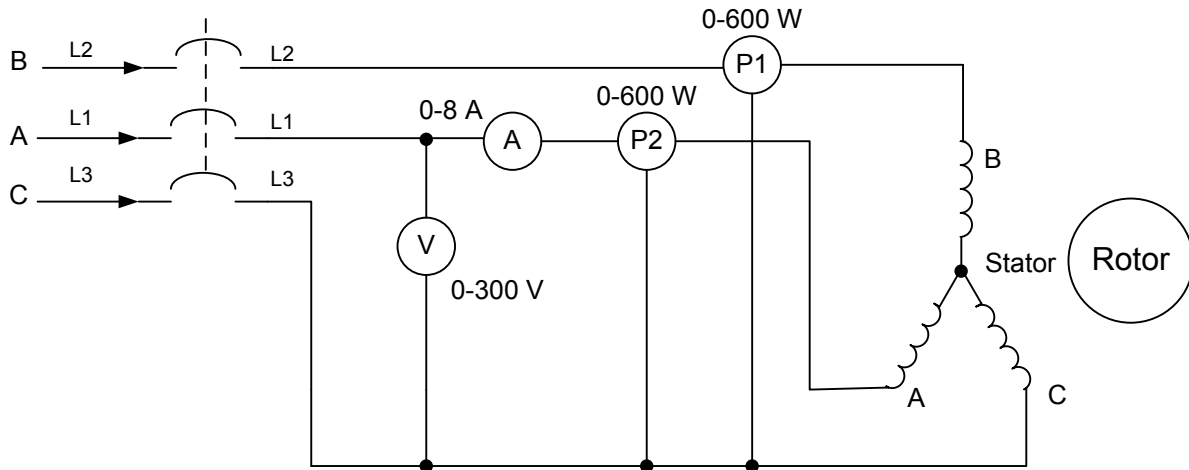 0-600 W
B L2 L2 P1
0-600 W
A L1 L1 0-8 A A P2
C L3 L3
B
V
0-300 V
Stator Rotor
A C